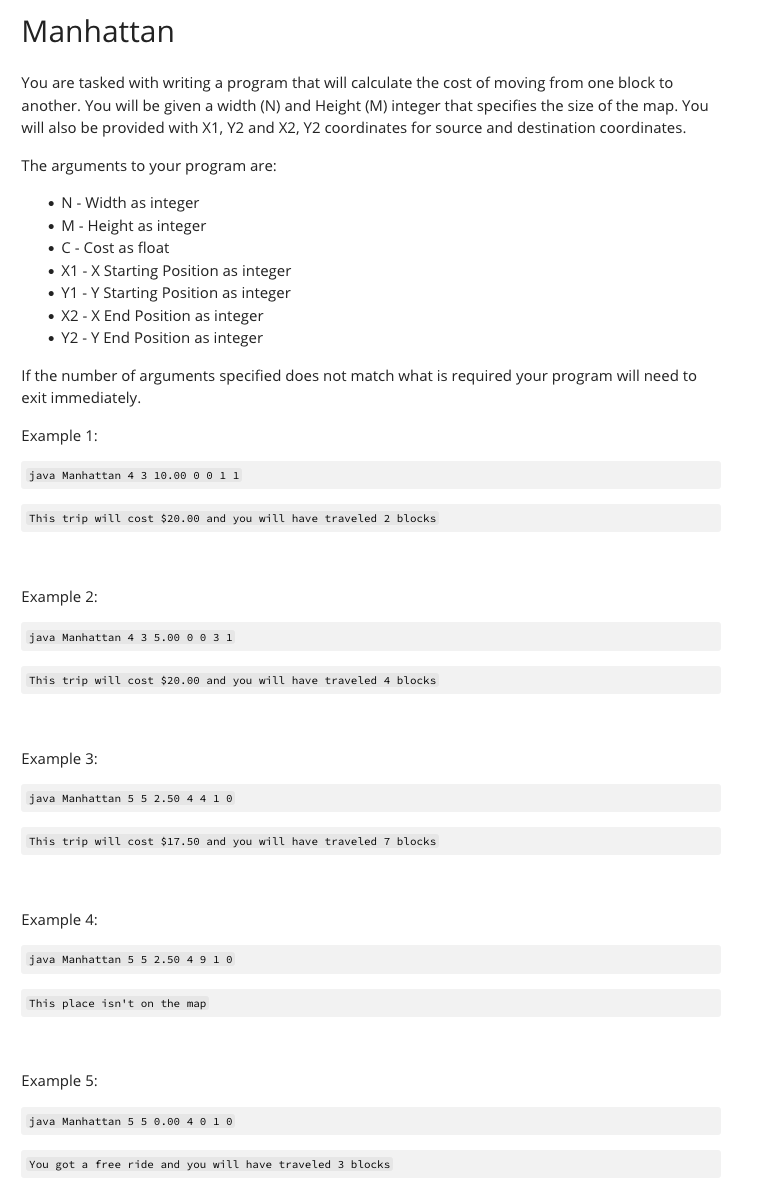 Manhattan
You are tasked with writing a program that will calculate the cost of moving from one block to
another. You will be given a width (N) and Height (M) integer that specifies the size of the map. You
will also be provided with X1, Y2 and X2, Y2 coordinates for source and destination coordinates.
The arguments to your program are:
• N - Width as integer
• M - Height as integer
• C - Cost as float
• X1 - X Starting Position as integer
• Y1 - Y Starting Position as integer
• X2 - X End Position as integer
• Y2 - Y End Position as integer
If the number of arguments specified does not match what is required your program will need to
exit immediately.
Example 1:
java Manhattan 4 3 10.00 0 0 1 1
This trip will cost $20.00 and you will have traveled 2 blocks
Example 2:
java Manhattan 4 3 5.00 0 0 3 1
This trip will cost $20.00 and you will have traveled 4 blocks
Example 3:
java Manhattan 5 5 2.50 4 4 1 0
This trip will cost $17.50 and you will have traveled 7 blocks
Example 4:
java Manhattan 5 5 2.50 4 9 1 0
This place isn't on the map
Example 5:
java Manhattan 5 5 0.00 4 0 1 0
You got a free ride and you will have traveled 3 blocks